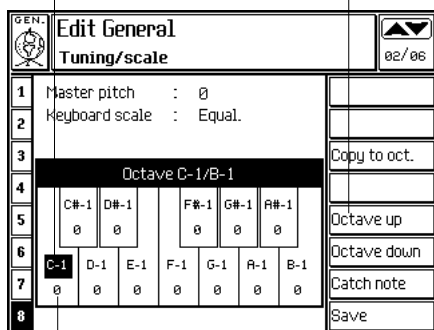 GEN.
Edit General
Tuning/scale
02/06
1
Master pitch : 0
2
Keyboard scale : Equal.
3
Copy to oct.
Octave C-1/B-1
4
C#-1 D#-1 F#-1 G#-1 A#-1
5
0 0 0 0 0
Octave up
6
Octave down
C-1 D-1 E-1 F-1 G-1 A-1 B-1
7
0 0 0 0 0 0 0
Catch note
8
Save